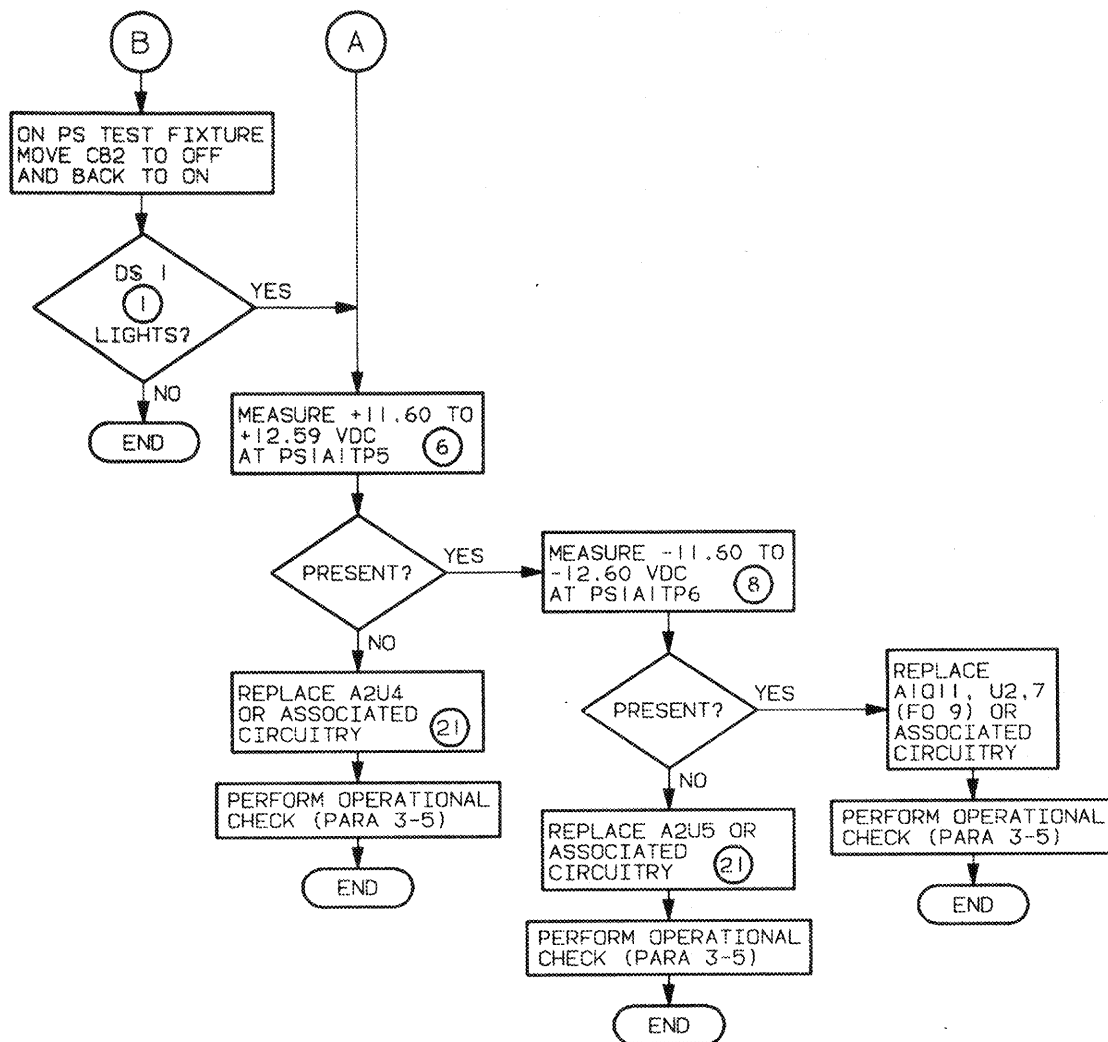 B
A
ON PS TEST FIXTURE
MOVE CB2 TO OFF
AND BACK TO ON
DS 1
1
LIGHTS?
YES
NO
END
MEASURE +11.60 TO
+12.59 VDC
AT PS1A1TP5
6
PRESENT?
YES
NO
MEASURE -11.60 TO
-12.60 VDC
AT PS1A1TP6
8
REPLACE A2U4
OR ASSOCIATED
CIRCUITRY
21
PERFORM OPERATIONAL
CHECK (PARA 3-5)
END
PRESENT?
YES
NO
REPLACE
A1Q11, U2,7
(FO 9) OR
ASSOCIATED
CIRCUITRY
PERFORM OPERATIONAL
CHECK (PARA 3-5)
END
REPLACE A2U5 OR
ASSOCIATED
CIRCUITRY
21
PERFORM OPERATIONAL
CHECK (PARA 3-5)
END